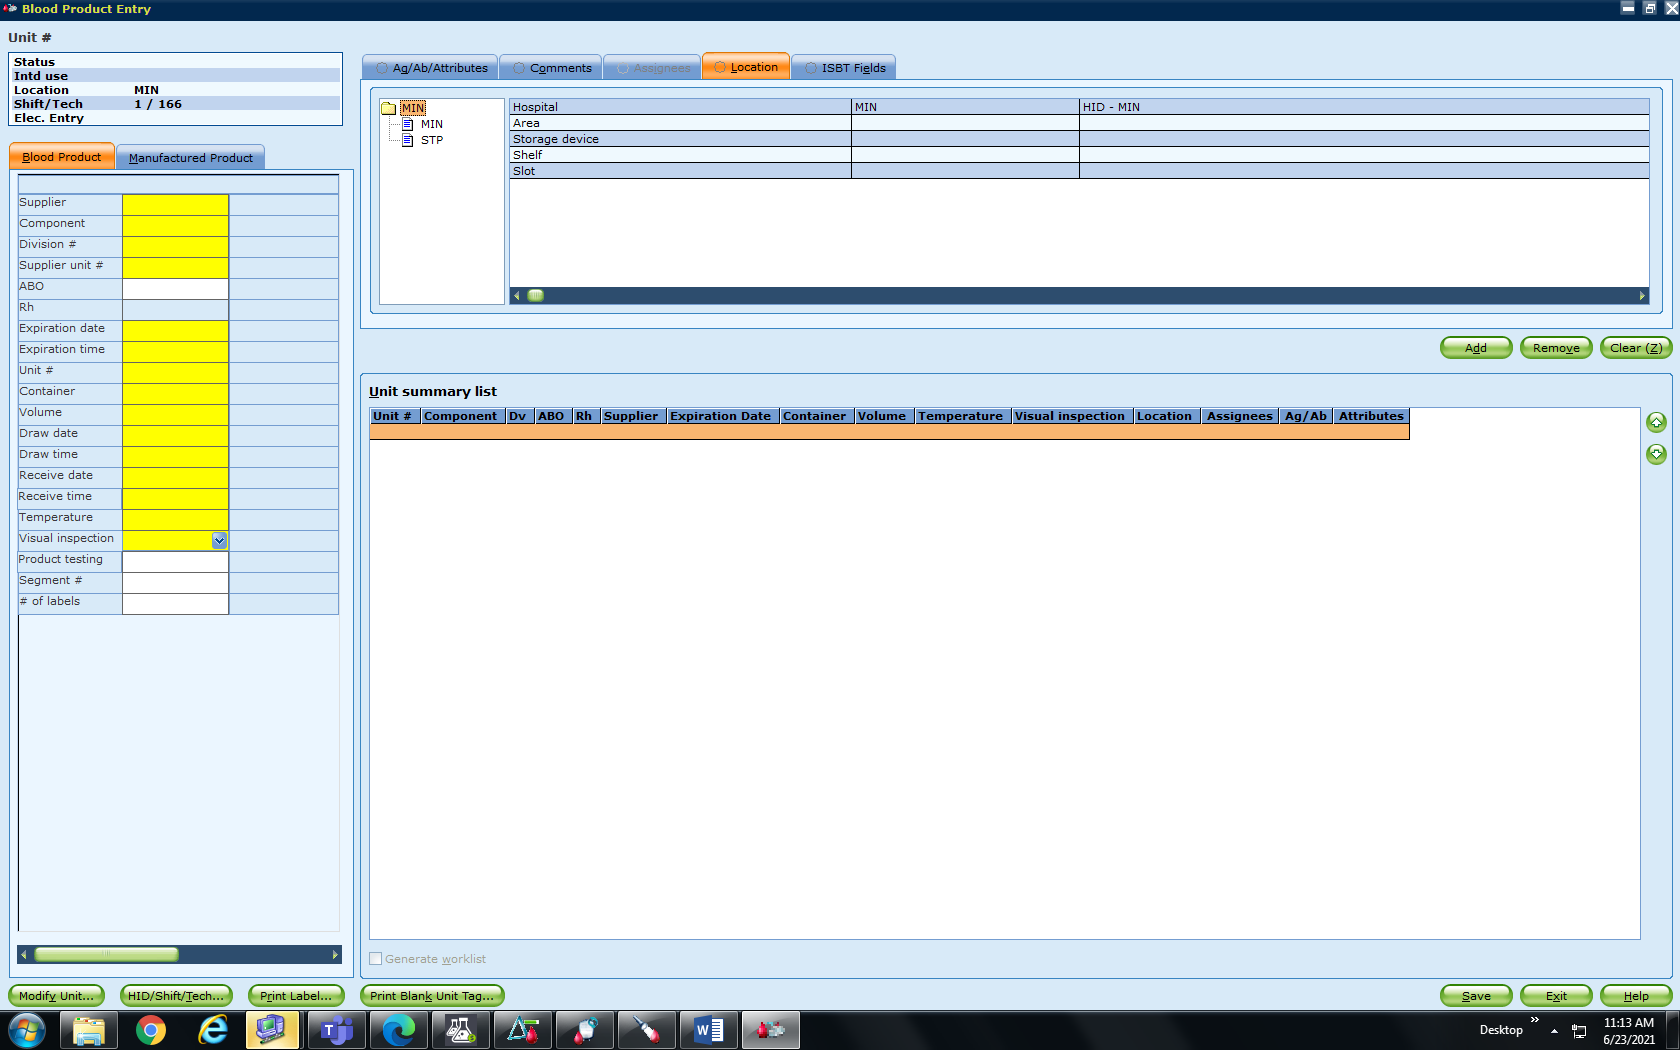 Blood Product Entry
Unit #
Status
Intd use
Location MIN
Shift/Tech 1 / 166
Elec. Entry
Blood Product Manufactured Product
Supplier
Component
Division #
Supplier unit #
ABO
Rh
Expiration date
Expiration time
Unit #
Container
Volume
Draw date
Draw time
Receive date
Receive time
Temperature
Visual inspection
Product testing
Segment #
# of labels
Ag/Ab/Attributes Comments Assignees Location ISBT Fields
MIN
MIN
STP
Hospital MIN HID - MIN
Area
Storage device
Shelf
Slot
Add Remove Clear (Z)
Unit summary list
Unit # Component Dv ABO Rh Supplier Expiration Date Container Volume Temperature Visual inspection Location Assignees Ag/Ab Attributes
Generate worklist
Modify Unit... HID/Shift/Tech... Print Label... Print Blank Unit Tag... Save Exit Help
Desktop
11:13 AM
6/23/2021